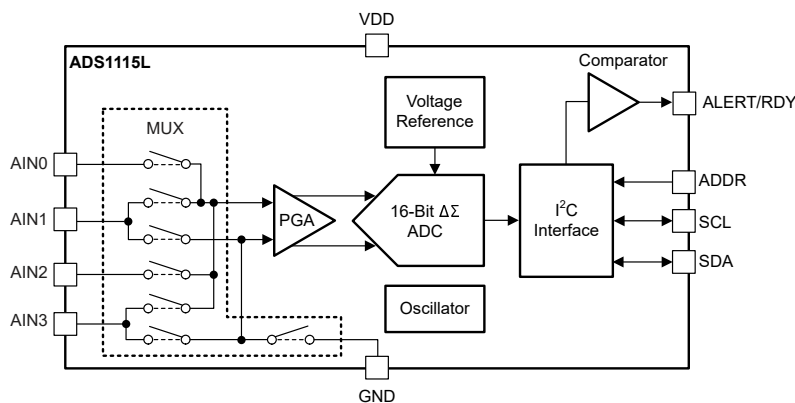 VDD
ADS1115L
Comparator
MUX
Voltage
Reference
ALERT/RDY
AIN0
ADDR
AIN1
PGA
16-Bit ΔΣ
ADC
I²C
Interface
SCL
AIN2
SDA
AIN3
Oscillator
GND